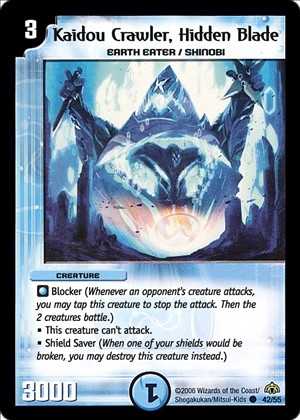 3
Kaidou Crawler, Hidden Blade
EARTH EATER / SHINOBI
CREATURE
Blocker (Whenever an opponent's creature attacks,
you may tap this creature to stop the attack. Then the
2 creatures battle.)
▪ This creature can't attack.
▪ Shield Saver (When one of your shields would
be broken, you may destroy this creature instead.)
3000
1
©2006 Wizards of the Coast/
Shogakukan/Mitsui-Kids ● 42/55